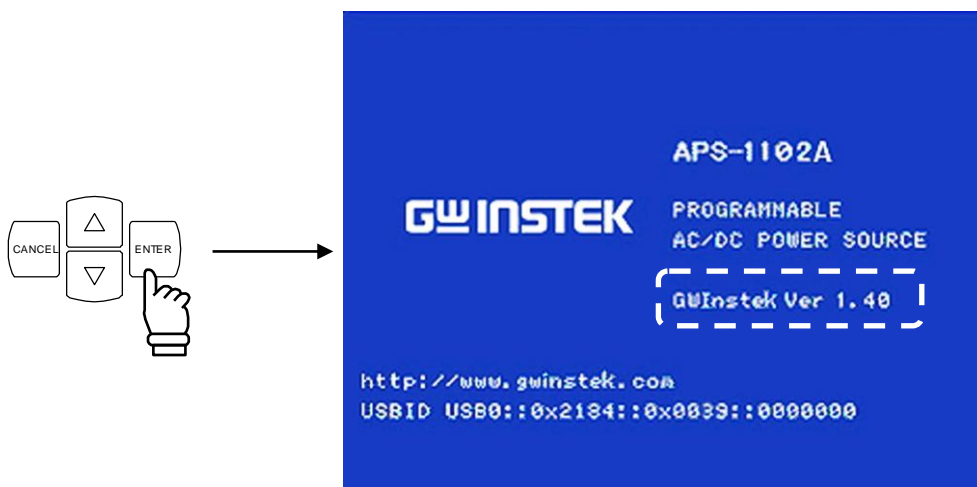 CANCEL
ENTER
APS-1102A
GWINSTEK
PROGRAMMABLE
AC/DC POWER SOURCE
GWInstek Ver 1.40
http://www.gwinstek.com
USBID USB0::0x2184::0x0039::0000000